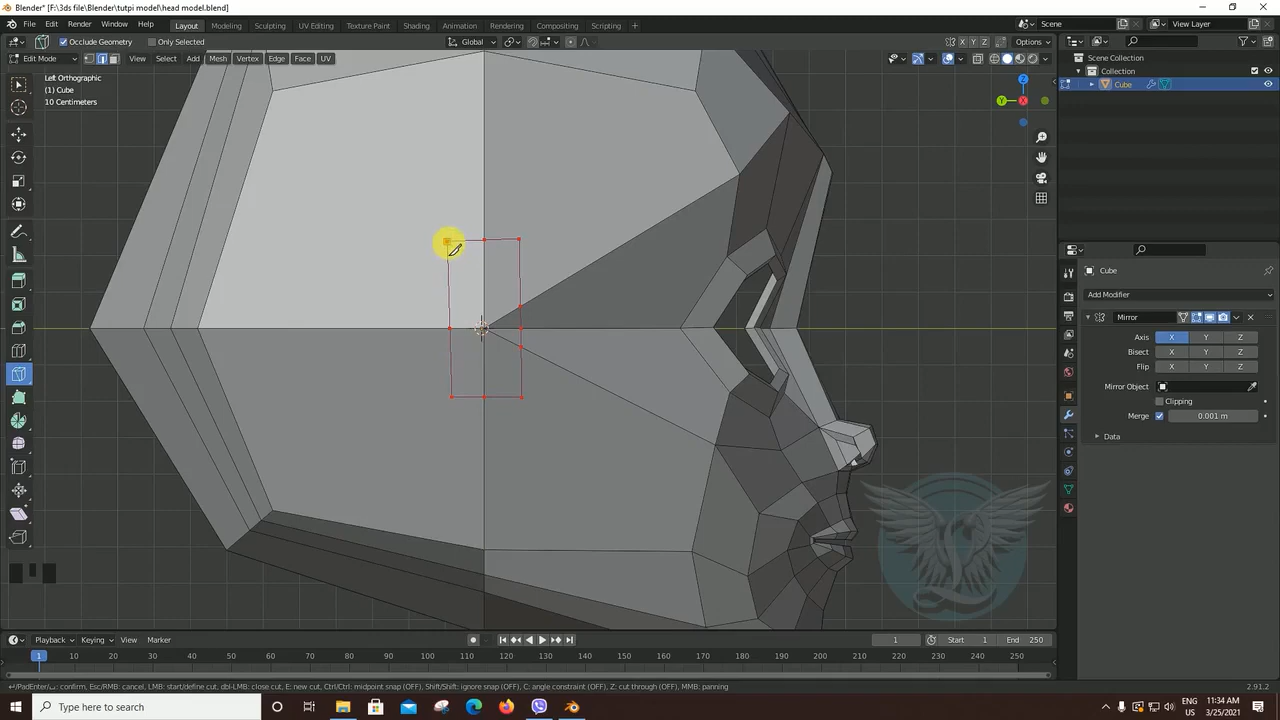 Blender* [F:\3ds file\tutpi model\head model.blend]
File Edit Render Window Help Layout Modeling Sculpting UV Editing Texture Paint Shading Animation Rendering Compositing Scripting + Scene View Layer
Occlude Geometry Only Selected Global X Y Z Options
Edit Mode View Select Add Mesh Vertex Edge Face UV
Left Orthographic
(1) Cube
10 Centimeters
Z
Y
X
Scene Collection
Collection
Cube
Cube
Add Modifier
Mirror
Axis X Y Z
Bisect X Y Z
Flip X Y Z
Mirror Object
Clipping
Merge 0.001 m
Data
Playback Keying View Marker 1 Start 1 End 250
1 10 20 30 40 50 60 70 80 90 100 110 120 130 140 150 160 170 180 190 200 210 220 230 240 250
/PadEnter/: confirm, Esc/RMB: cancel, LMB: start/define cut, dbl-LMB: close cut, E: new cut, Ctrl/Ctrl: midpoint snap (OFF), Shift/Shift: ignore snap (OFF), C: angle constraint (OFF), Z: cut through (OFF), MMB: panning
2.91.2
Type here to search
ENG
US
11:34 AM
3/25/2021